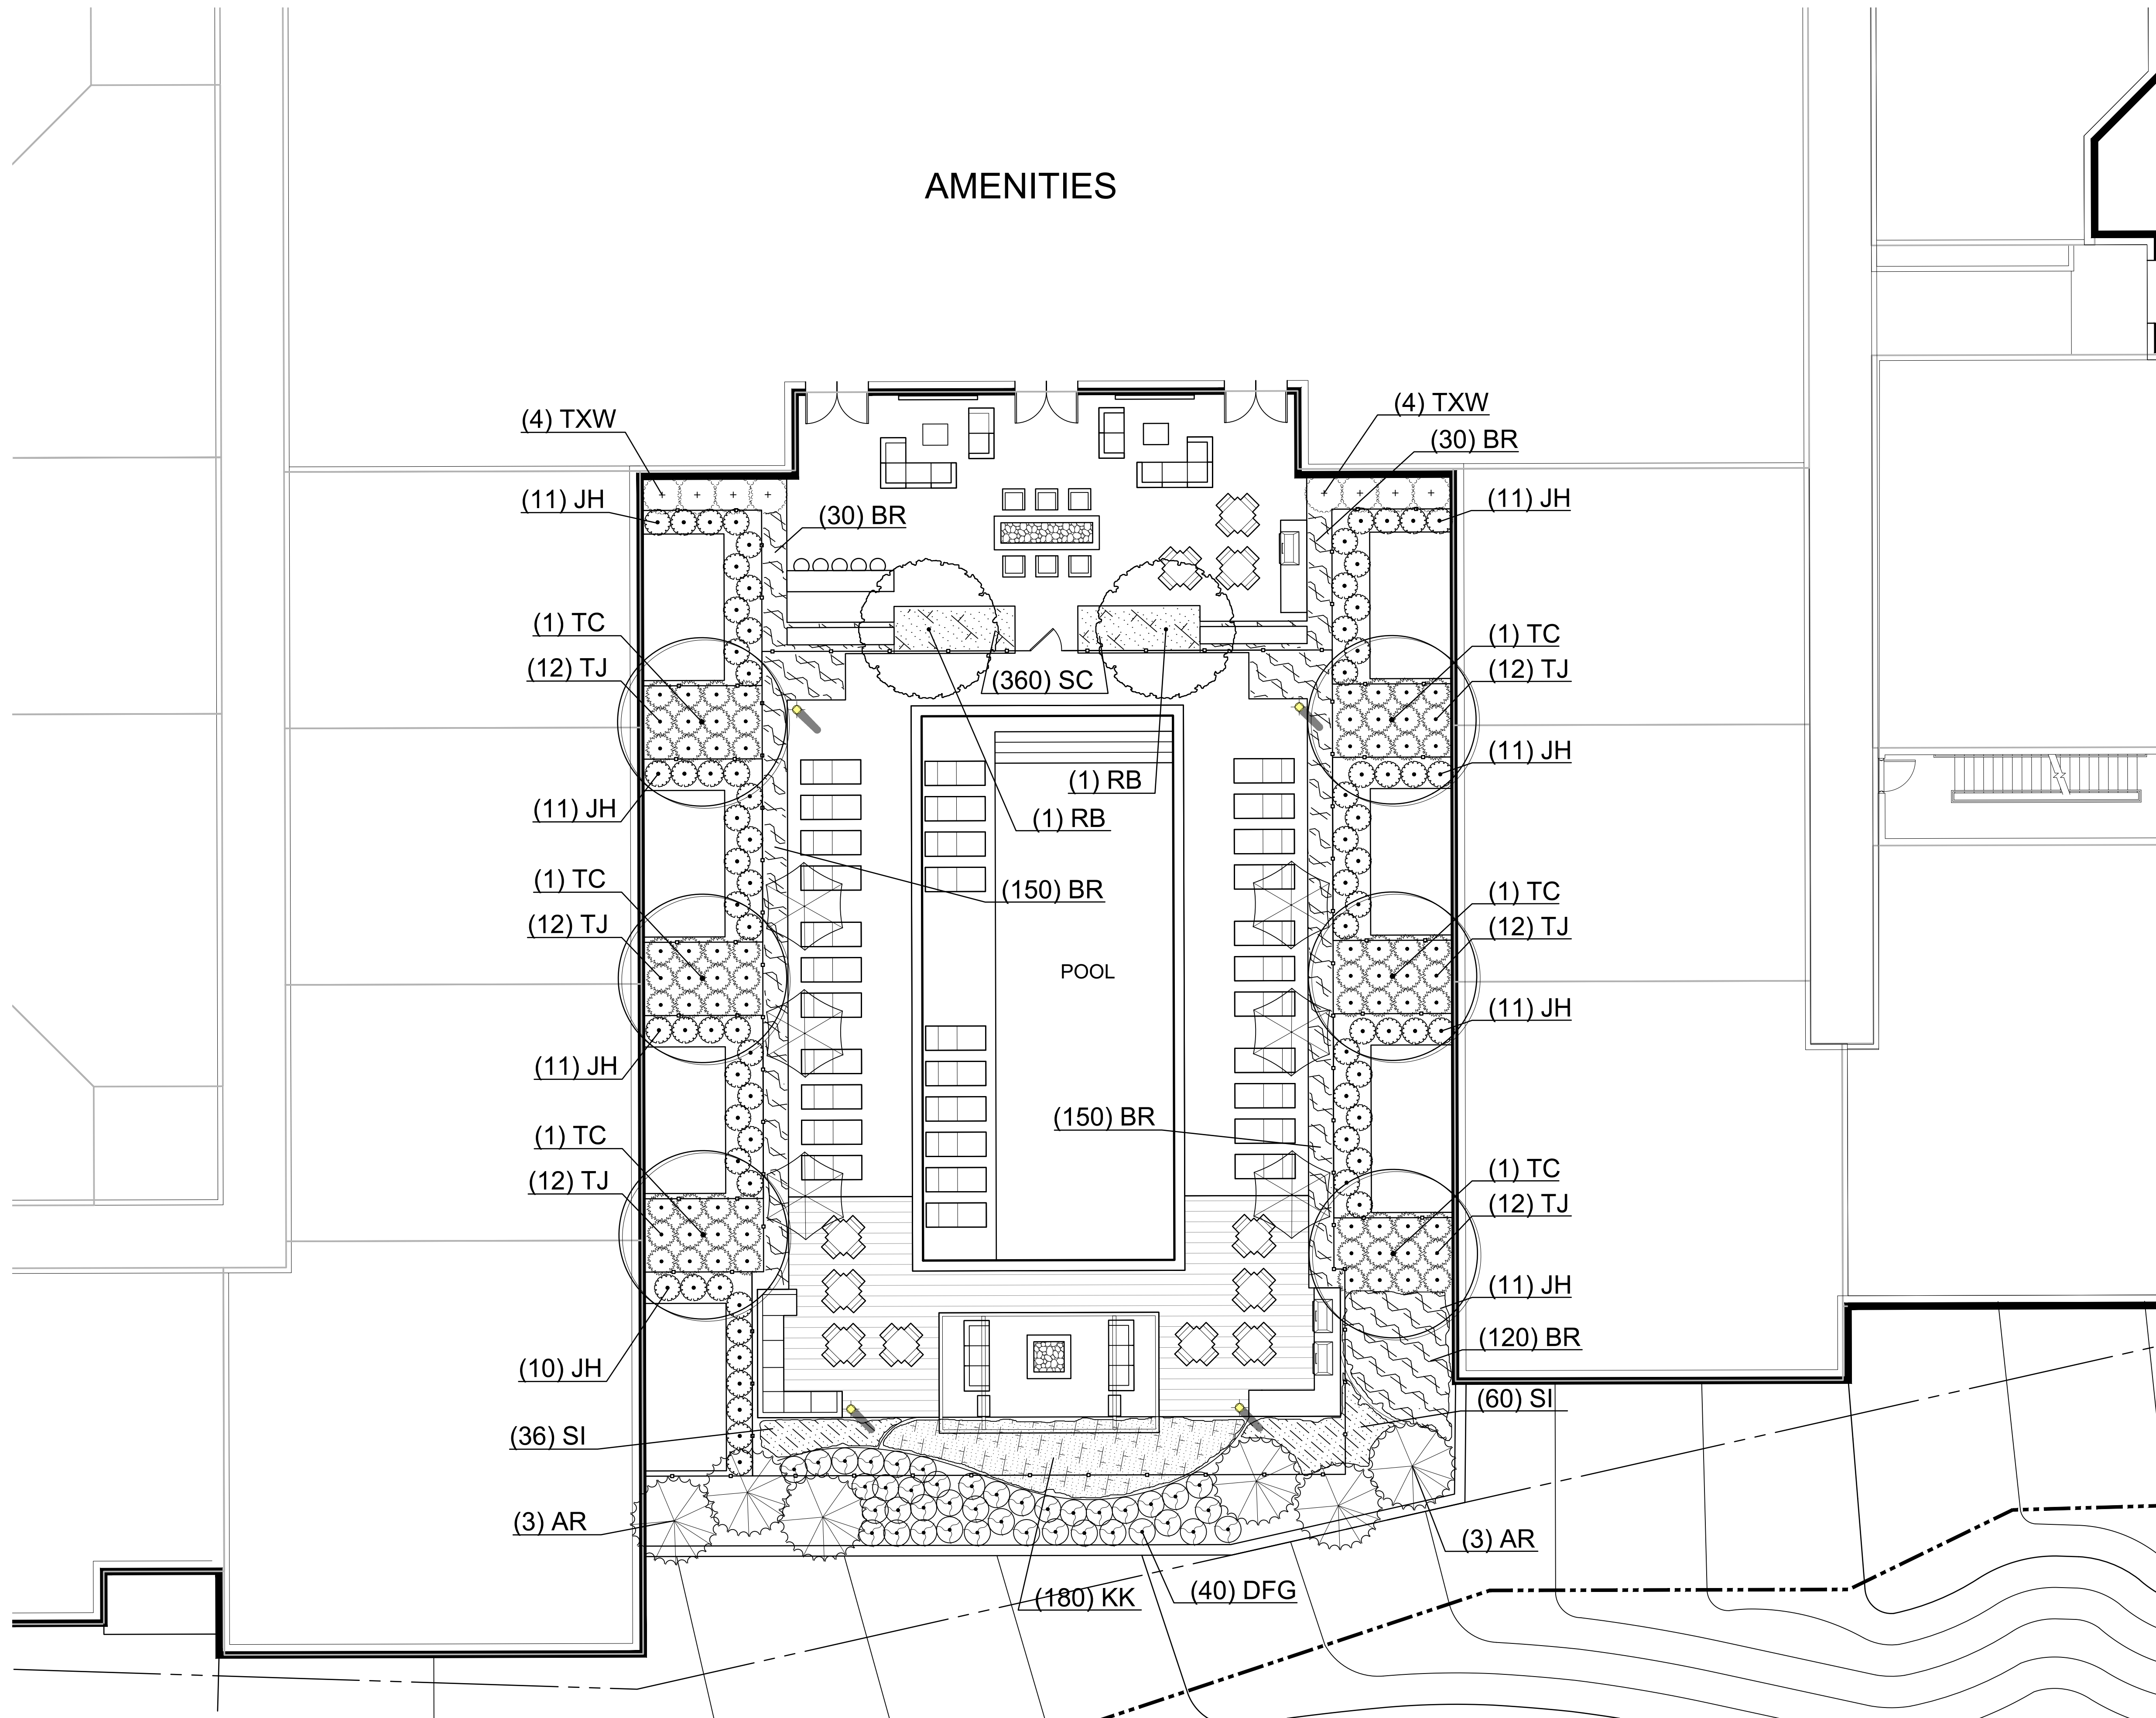 AMENITIES
(4) TXW
(4) TXW
(30) BR
(11) JH
(11) JH
(30) BR
(1) TC
(1) TC
(12) TJ
(12) TJ
(360) SC
(11) JH
(1) RB
(11) JH
(1) RB
(1) TC
(150) BR
(1) TC
(12) TJ
(12) TJ
POOL
(11) JH
(11) JH
(150) BR
(1) TC
(1) TC
(12) TJ
(12) TJ
(11) JH
(120) BR
(10) JH
(60) SI
(36) SI
(3) AR
(3) AR
(180) KK
(40) DFG